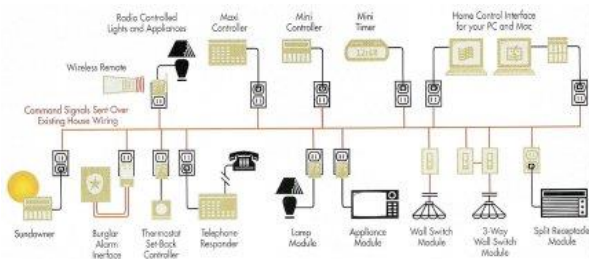 Radio Controlled
Lights and Appliances
Maxi
Controller
Mini
Controller
Mini
Timer
Home Control Interface
for your PC and Mac
Wireless Remote
Command Signals Sent Over
Existing House Wiring
Sundowner
Burglar
Alarm
Inerface
Thermostat
Set-Back
Controller
Telephone
Responder
Lamp
Module
Appliance
Module
Wall Switch
Module
3-Way
Wall Switch
Module
Split Receptacle
Module